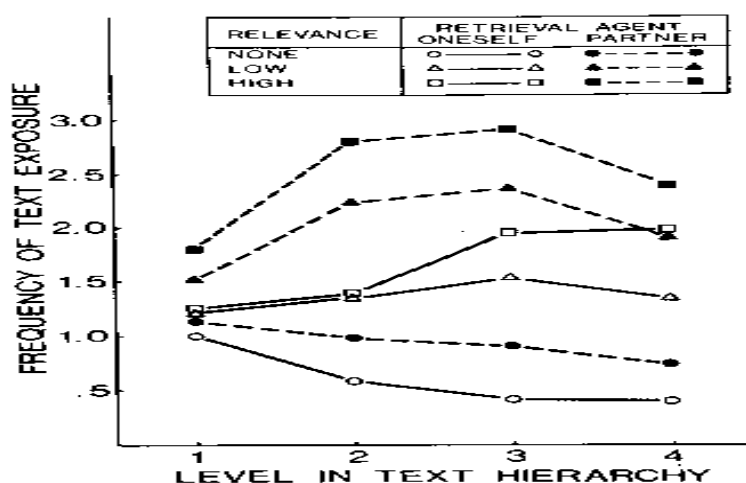 RELEVANCE RETRIEVAL AGENT
ONESELF PARTNER
NONE
LOW
HIGH
FREQUENCY OF TEXT EXPOSURE
3.0
2.5
2.0
1.5
1.0
.5
1 2 3 4
LEVEL IN TEXT HIERARCHY